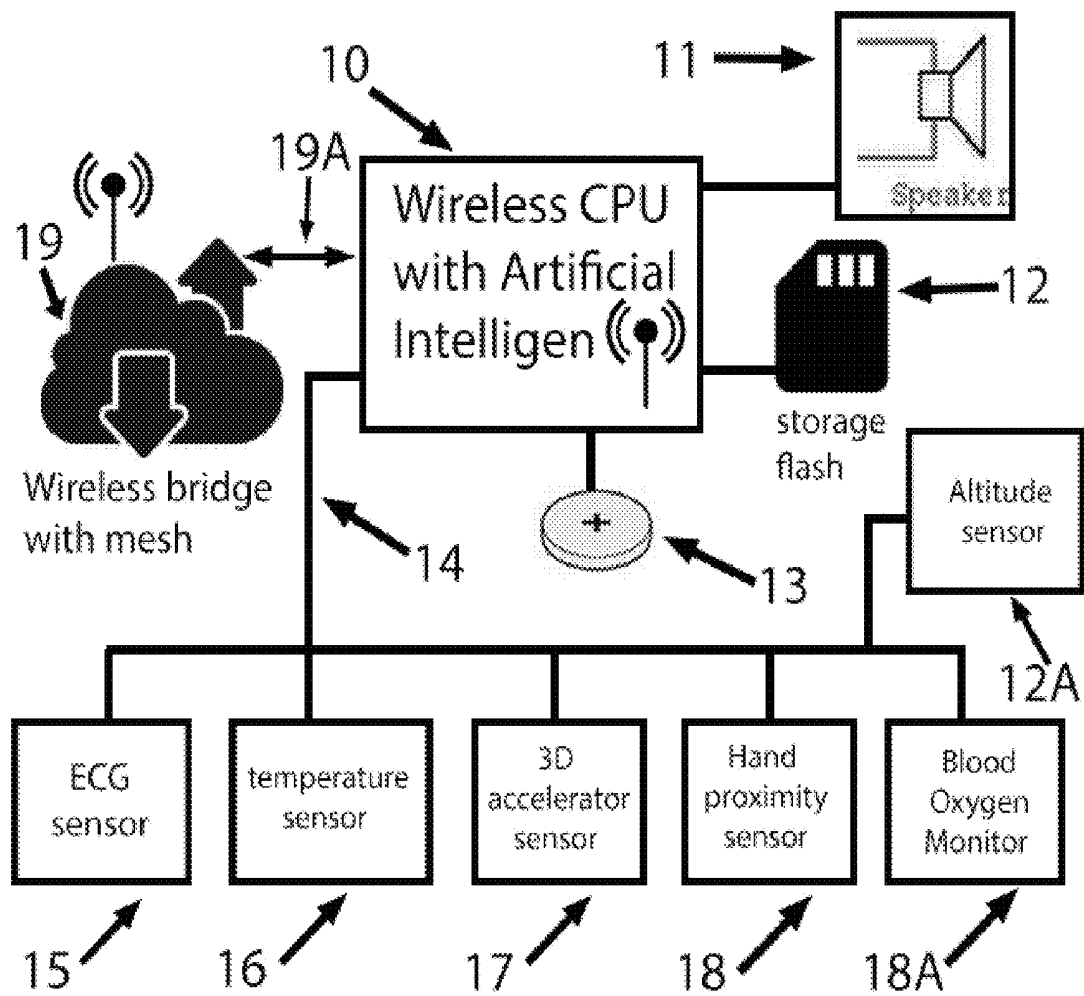 10
11
19A
Speaker
19
Wireless CPU
with Artificial
Intelligen
12
storage
flash
Wireless bridge
with mesh
14
+
13
Altitude
sensor
12A
ECG
sensor
temperature
sensor
3D
accelerator
sensor
Hand
proximity
sensor
Blood
Oxygen
Monitor
15
16
17
18
18A